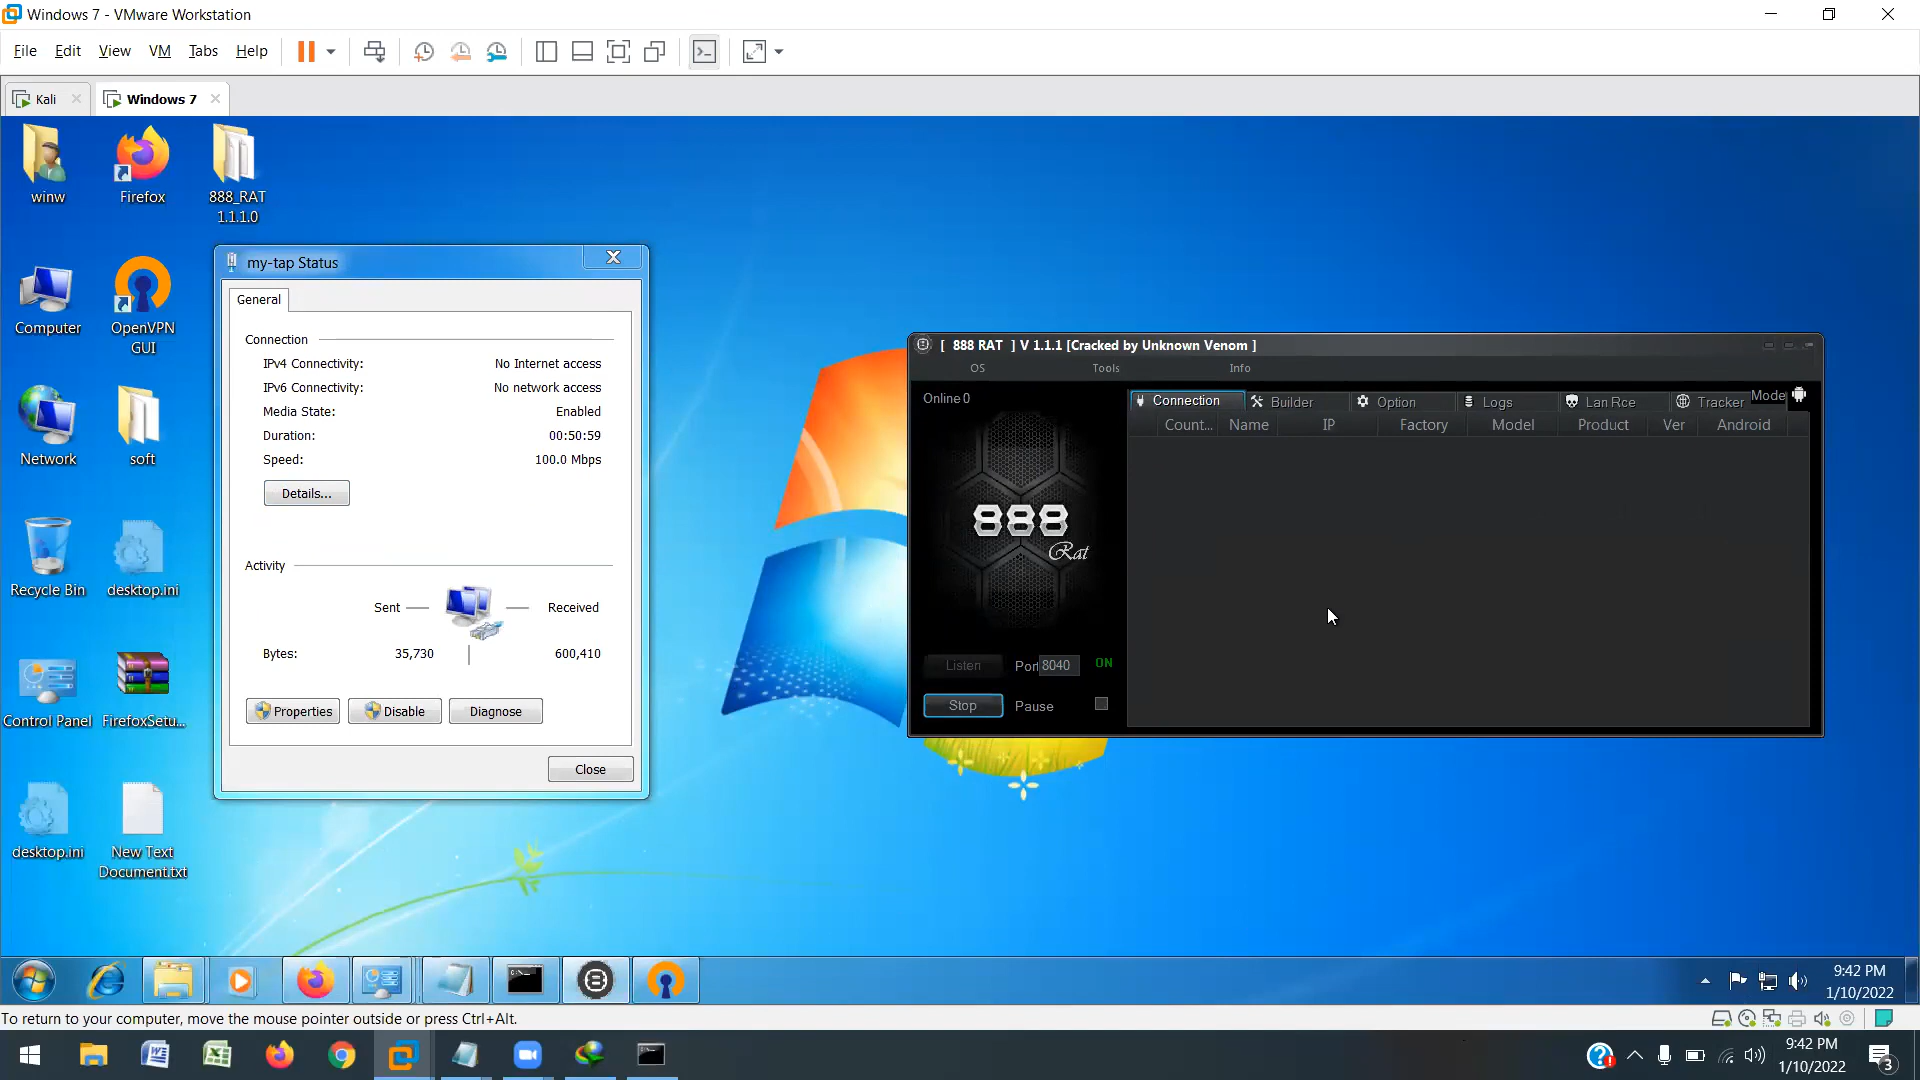 Windows 7 - VMware Workstation
File Edit View VM Tabs Help
Kali
Windows 7
winw
Firefox
888_RAT
1.1.1.0
Computer
OpenVPN
GUI
Network
soft
Recycle Bin
desktop.ini
Control Panel
FirefoxSetu...
desktop.ini
New Text
Document.txt
my-tap Status
General
Connection
IPv4 Connectivity: No Internet access
IPv6 Connectivity: No network access
Media State: Enabled
Duration: 00:50:59
Speed: 100.0 Mbps
Details...
Activity
Sent Received
Bytes: 35,730 600,410
Properties Disable Diagnose
Close
[ 888 RAT ] V 1.1.1 [Cracked by Unknown Venom ]
OS Tools Info
Online 0
Connection Builder Option Logs Lan Rce Tracker Mode
Count... Name IP Factory Model Product Ver Android
888
Rat
Listen Por 8040 ON
Stop Pause
9:42 PM
1/10/2022
To return to your computer, move the mouse pointer outside or press Ctrl+Alt.
9:42 PM
1/10/2022
3